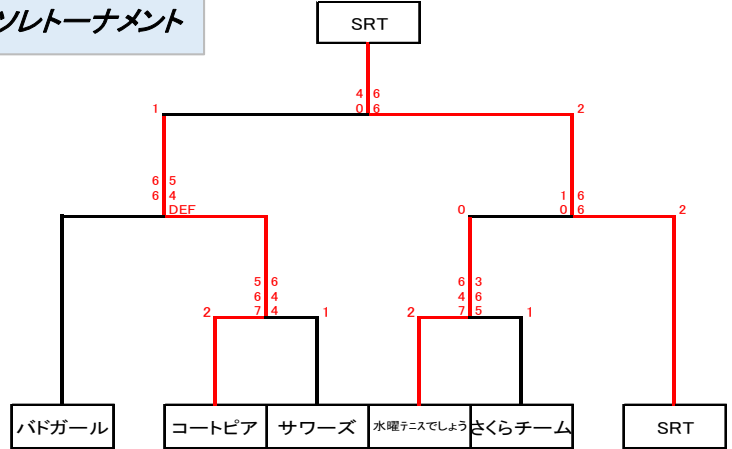 ソレトーナメント
SRT
4 6
1 0 6 2
6 5 1 6
6 4 0 0 6 2
DEF
5 6 6 3
6 4 4 6
2 7 4 1 2 7 5 1
バドガール コートピア サワーズ 水曜テニスでしょう さくらチーム SRT